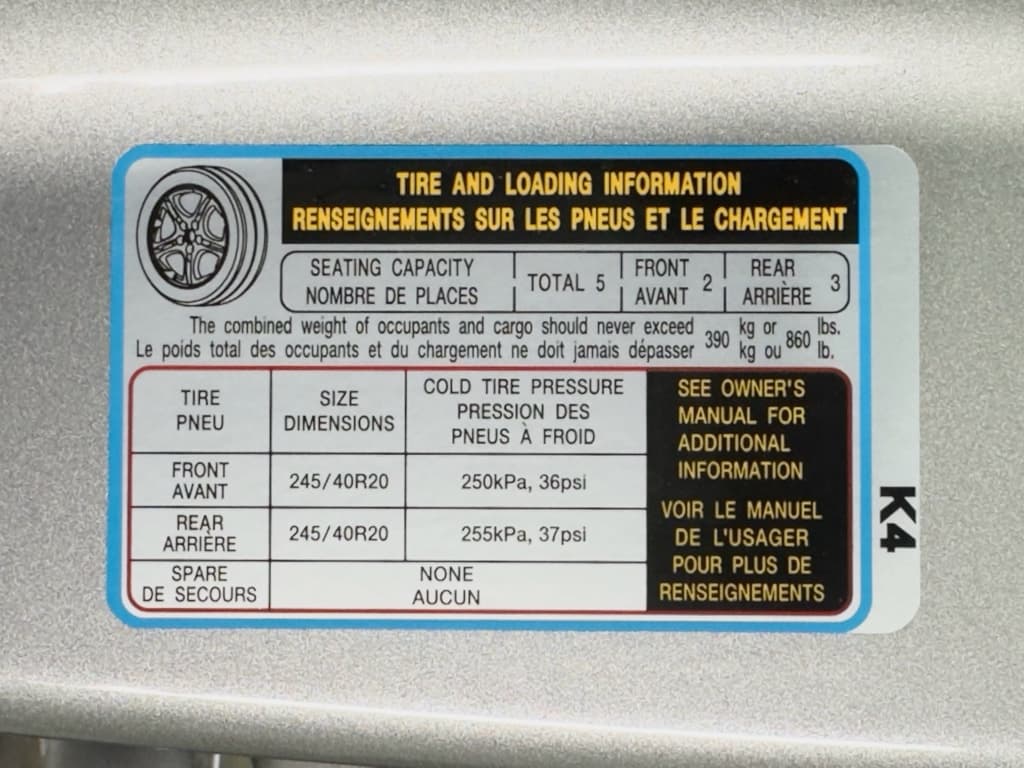 TIRE AND LOADING INFORMATION
RENSEIGNEMENTS SUR LES PNEUS ET LE CHARGEMENT
SEATING CAPACITY
NOMBRE DE PLACES
TOTAL 5
FRONT
AVANT
2
REAR
ARRIÈRE
3
The combined weight of occupants and cargo should never exceed 390 kg or 860 lbs.
Le poids total des occupants et du chargement ne doit jamais dépasser kg ou lb.
TIRE
PNEU
SIZE
DIMENSIONS
COLD TIRE PRESSURE
PRESSION DES
PNEUS À FROID
FRONT
AVANT
245/40R20
250kPa, 36psi
REAR
ARRIÈRE
245/40R20
255kPa, 37psi
SPARE
DE SECOURS
NONE
AUCUN
SEE OWNER'S
MANUAL FOR
ADDITIONAL
INFORMATION
VOIR LE MANUEL
DE L'USAGER
POUR PLUS DE
RENSEIGNEMENTS
K4